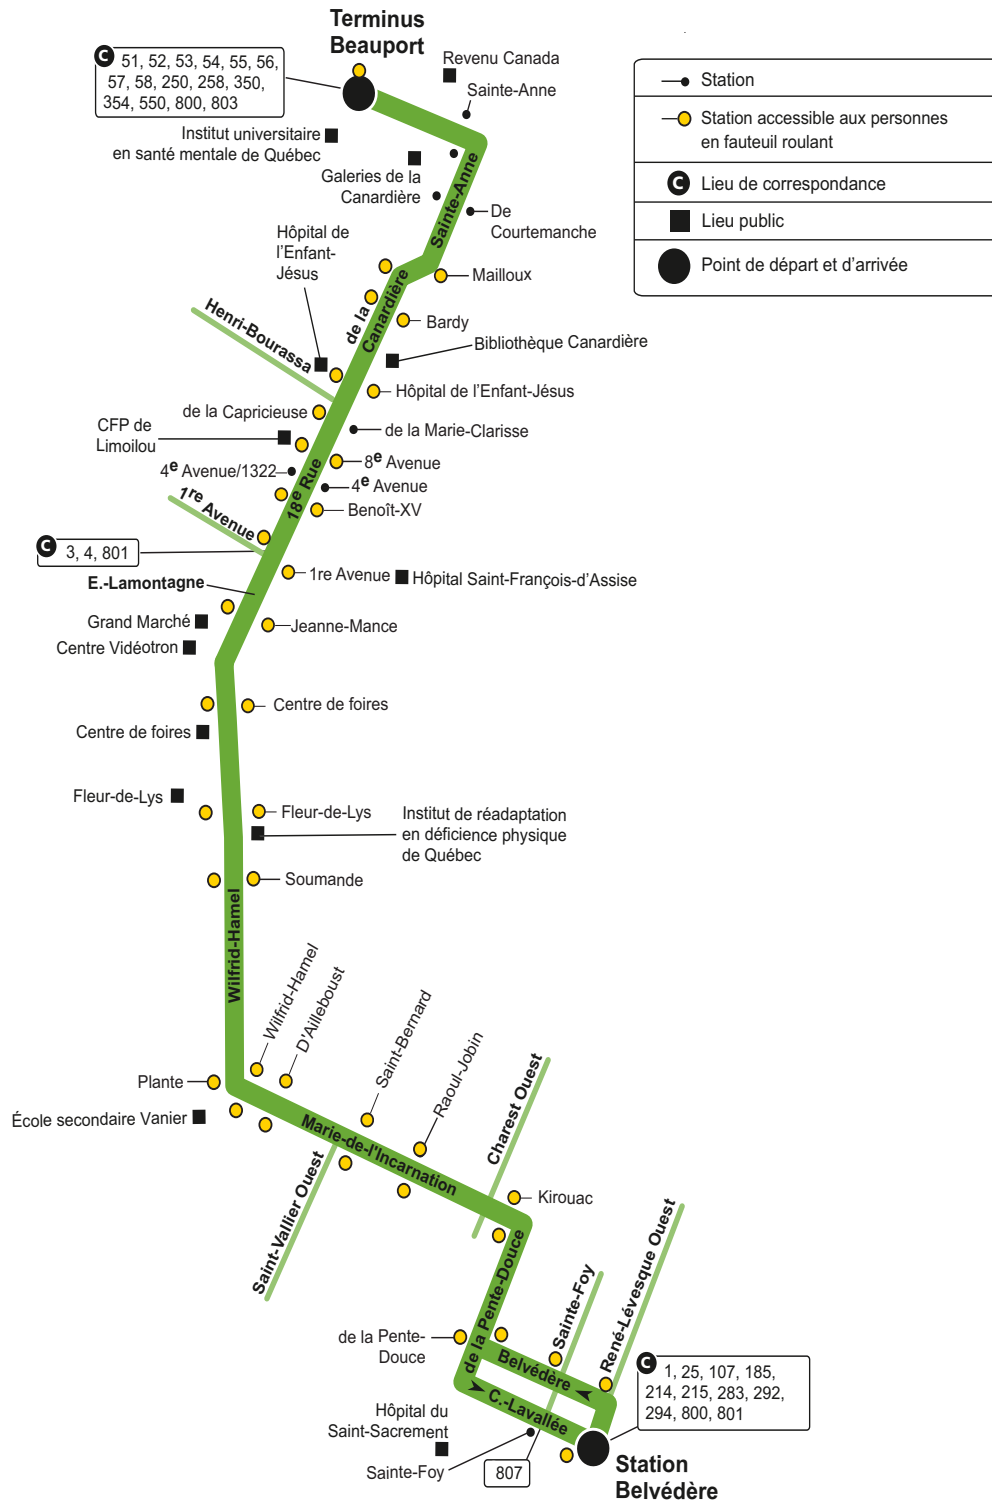 Terminus
Beauport
C 51, 52, 53, 54, 55, 56,
57, 58, 250, 258, 350,
354, 550, 800, 803
Revenu Canada
Sainte-Anne
Institut universitaire
en santé mentale de Québec
Galeries de la
Canardière
Sainte-Anne
De
Courtemanche
Station
Station accessible aux personnes
en fauteuil roulant
C Lieu de correspondance
Lieu public
Point de départ et d'arrivée
Hôpital de
l'Enfant-
Jésus
Mailloux
de la
Canardière
Bardy
Henri-Bourassa
Bibliothèque Canardière
Hôpital de l'Enfant-Jésus
de la Capricieuse
CFP de
Limoilou
de la Marie-Clarisse
8e Avenue
4e Avenue/1322
4e Avenue
18e Rue
Benoît-XV
1re Avenue
C 3, 4, 801
1re Avenue
Hôpital Saint-François-d'Assise
E.-Lamontagne
Grand Marché
Jeanne-Mance
Centre Vidéotron
Centre de foires
Centre de foires
Fleur-de-Lys
Fleur-de-Lys
Institut de réadaptation
en déficience physique
de Québec
Soumande
Wilfrid-Hamel
Wilfrid-Hamel
D'Ailleboust
Saint-Bernard
Raoul-Jobin
Plante
École secondaire Vanier
Marie-de-l'Incarnation
Charest Ouest
Kirouac
Saint-Vallier Ouest
de la Pente-Douce
Sainte-Foy
René-Lévesque Ouest
de la Pente-
Douce
Belvédère
C.-Lavallée
C 1, 25, 107, 185,
214, 215, 283, 292,
294, 800, 801
Hôpital du
Saint-Sacrement
Sainte-Foy
807
Station
Belvédère